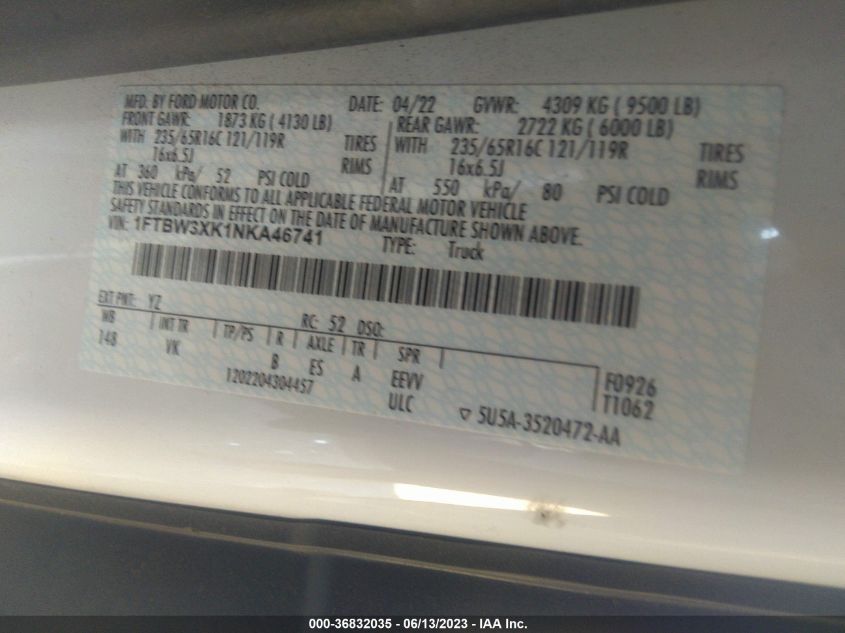 MFD. BY FORD MOTOR CO. DATE: 04/22 GVWR: 4309 KG ( 9500 LB)
FRONT GAWR: 1873 KG ( 4130 LB) REAR GAWR: 2722 KG ( 6000 LB)
WITH 235/65R16C 121/119R TIRES WITH 235/65R16C 121/119R TIRES
16x6.5J RIMS 16x6.5J RIMS
AT 360 kPa/ 52 PSI COLD AT 550 kPa/ 80 PSI COLD
THIS VEHICLE CONFORMS TO ALL APPLICABLE FEDERAL MOTOR VEHICLE
SAFETY STANDARDS IN EFFECT ON THE DATE OF MANUFACTURE SHOWN ABOVE.
VIN: 1FTBW3XK1NKA46741 TYPE: Truck
EXT PNT: YZ RC: 52 DSO:
WB INT TR TP/PS R AXLE TR SPR
148 VK B ES A EEVV F0926
1202204304457 ULC T1062
▽ 5U5A-3520472-AA
000-36832035 - 06/13/2023 - IAA Inc.